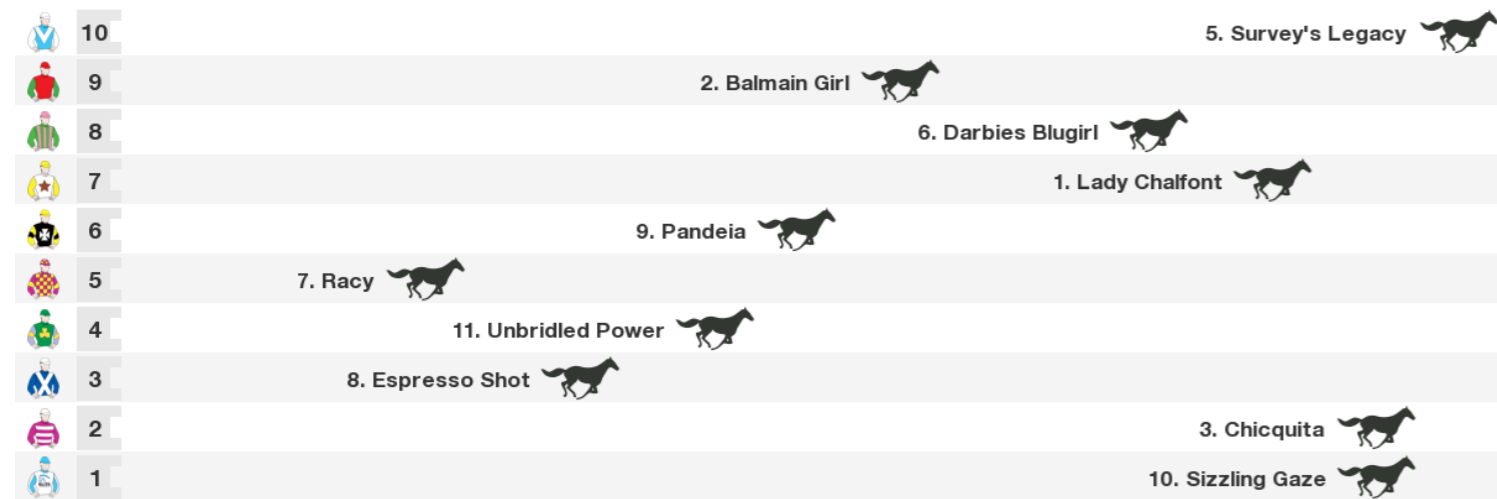 10 5. Survey's Legacy
9 2. Balmain Girl
8 6. Darbies Blugirl
7 1. Lady Chalfont
6 9. Pandeia
5 7. Racy
4 11. Unbridled Power
3 8. Espresso Shot
2 3. Chicquita
1 10. Sizzling Gaze